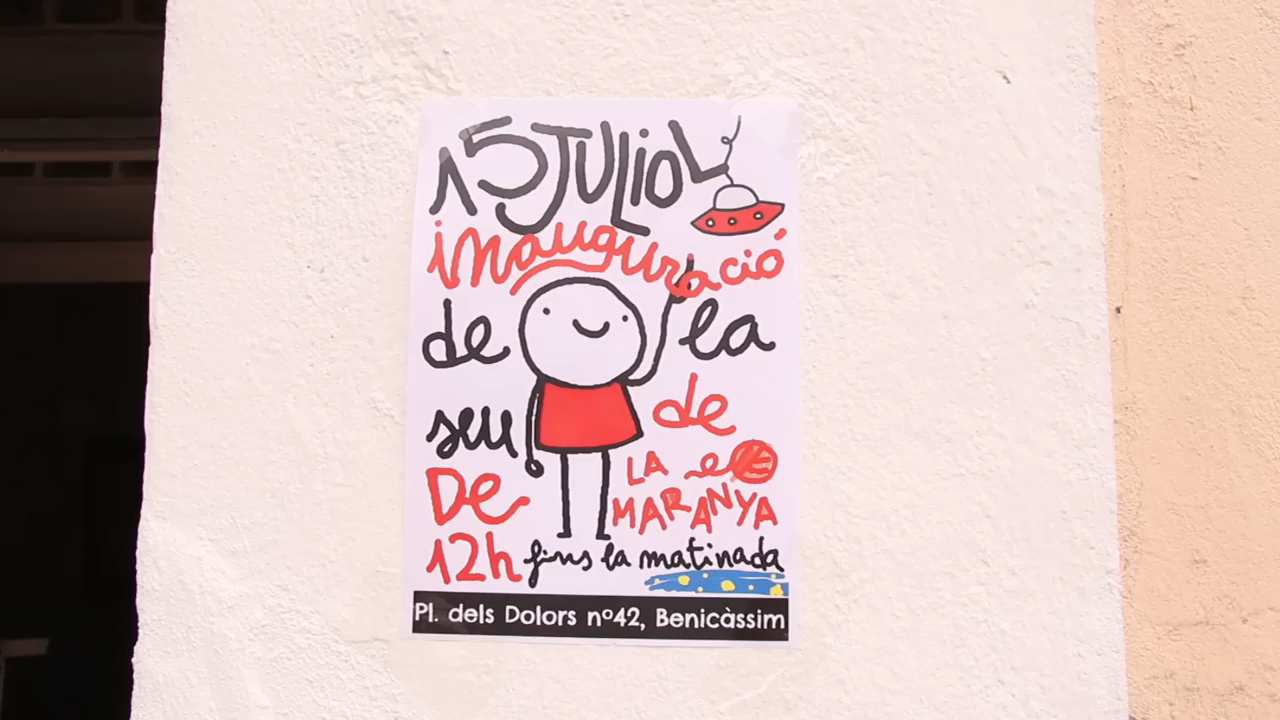 15 JULIOL
inauguració
de la
seu de
LA
MARANYA
De
12h fins la matinada
Pl. dels Dolors nº42, Benicàssim